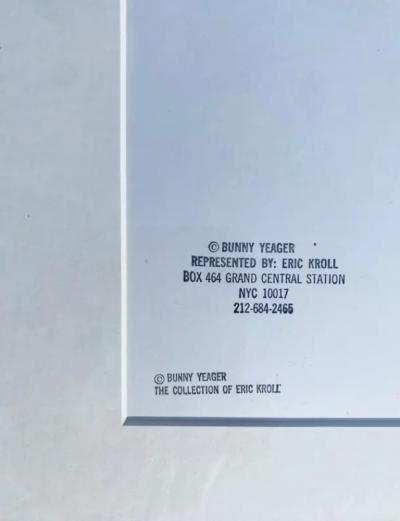 © BUNNY YEAGER
REPRESENTED BY: ERIC KROLL
BOX 464 GRAND CENTRAL STATION
NYC 10017
212-684-2465
© BUNNY YEAGER
THE COLLECTION OF ERIC KROLL